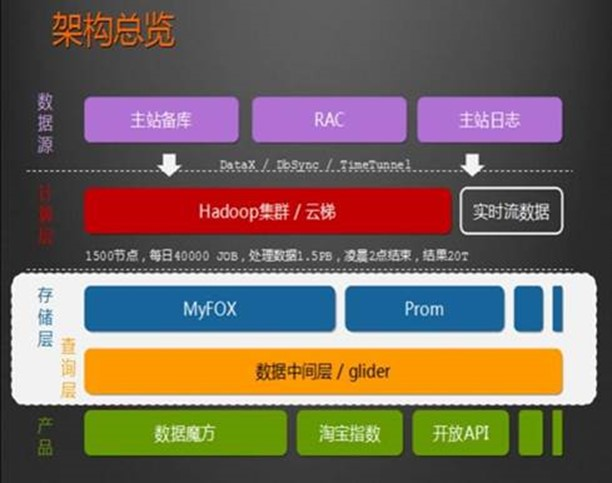 架构总览
数据源
主站备库
RAC
主站日志
DataX / DbSync / TimeTunnel
计算层
Hadoop集群 / 云梯
实时流数据
1500节点，每日40000 JOB，处理数据1.5PB，凌晨2点结束，结果20T
存储层
MyFOX
Prom
查询层
数据中间层 / glider
产品
数据魔方
淘宝指数
开放API